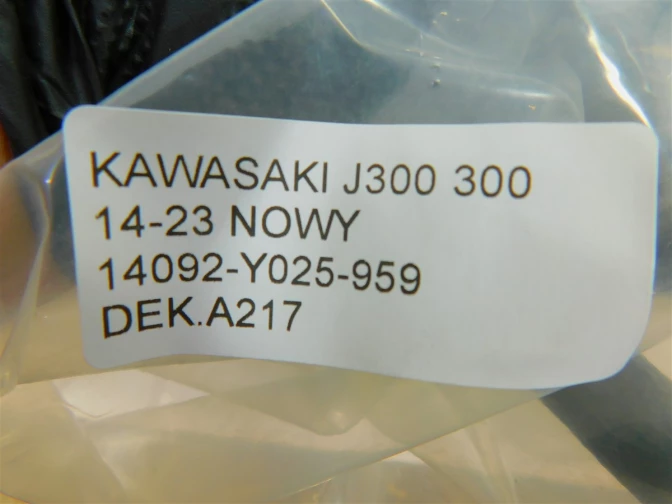 KAWASAKI J300 300
14-23 NOWY
14092-Y025-959
DEK.A217